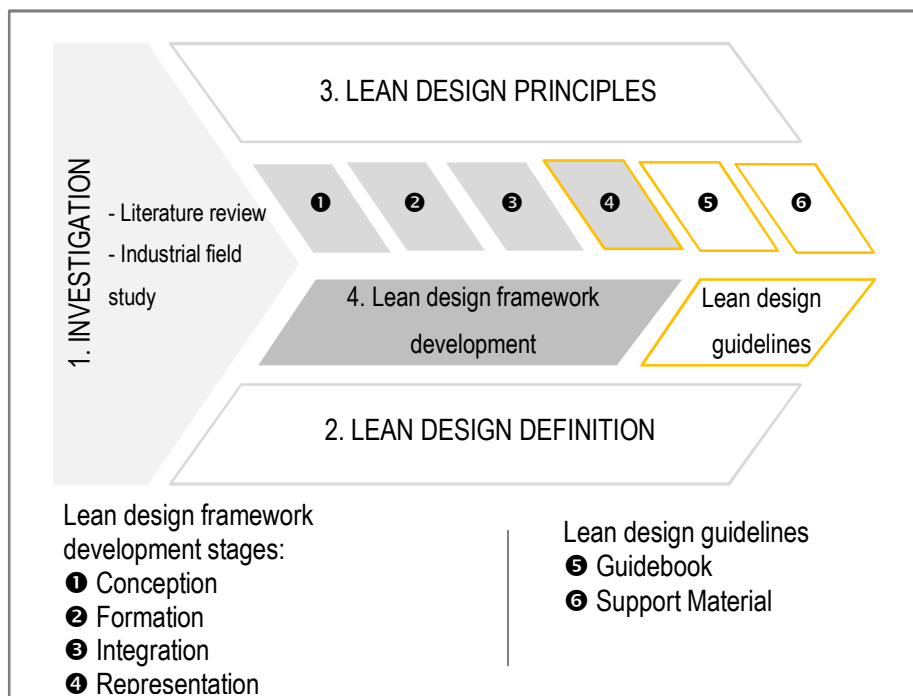 3. LEAN DESIGN PRINCIPLES
1. INVESTIGATION
- Literature review
- Industrial field
study
❶ ❷ ❸ ❹ ❺ ❻
4. Lean design framework
development
Lean design
guidelines
2. LEAN DESIGN DEFINITION
Lean design framework
development stages:
❶ Conception
❷ Formation
❸ Integration
❹ Representation
Lean design guidelines
❺ Guidebook
❻ Support Material